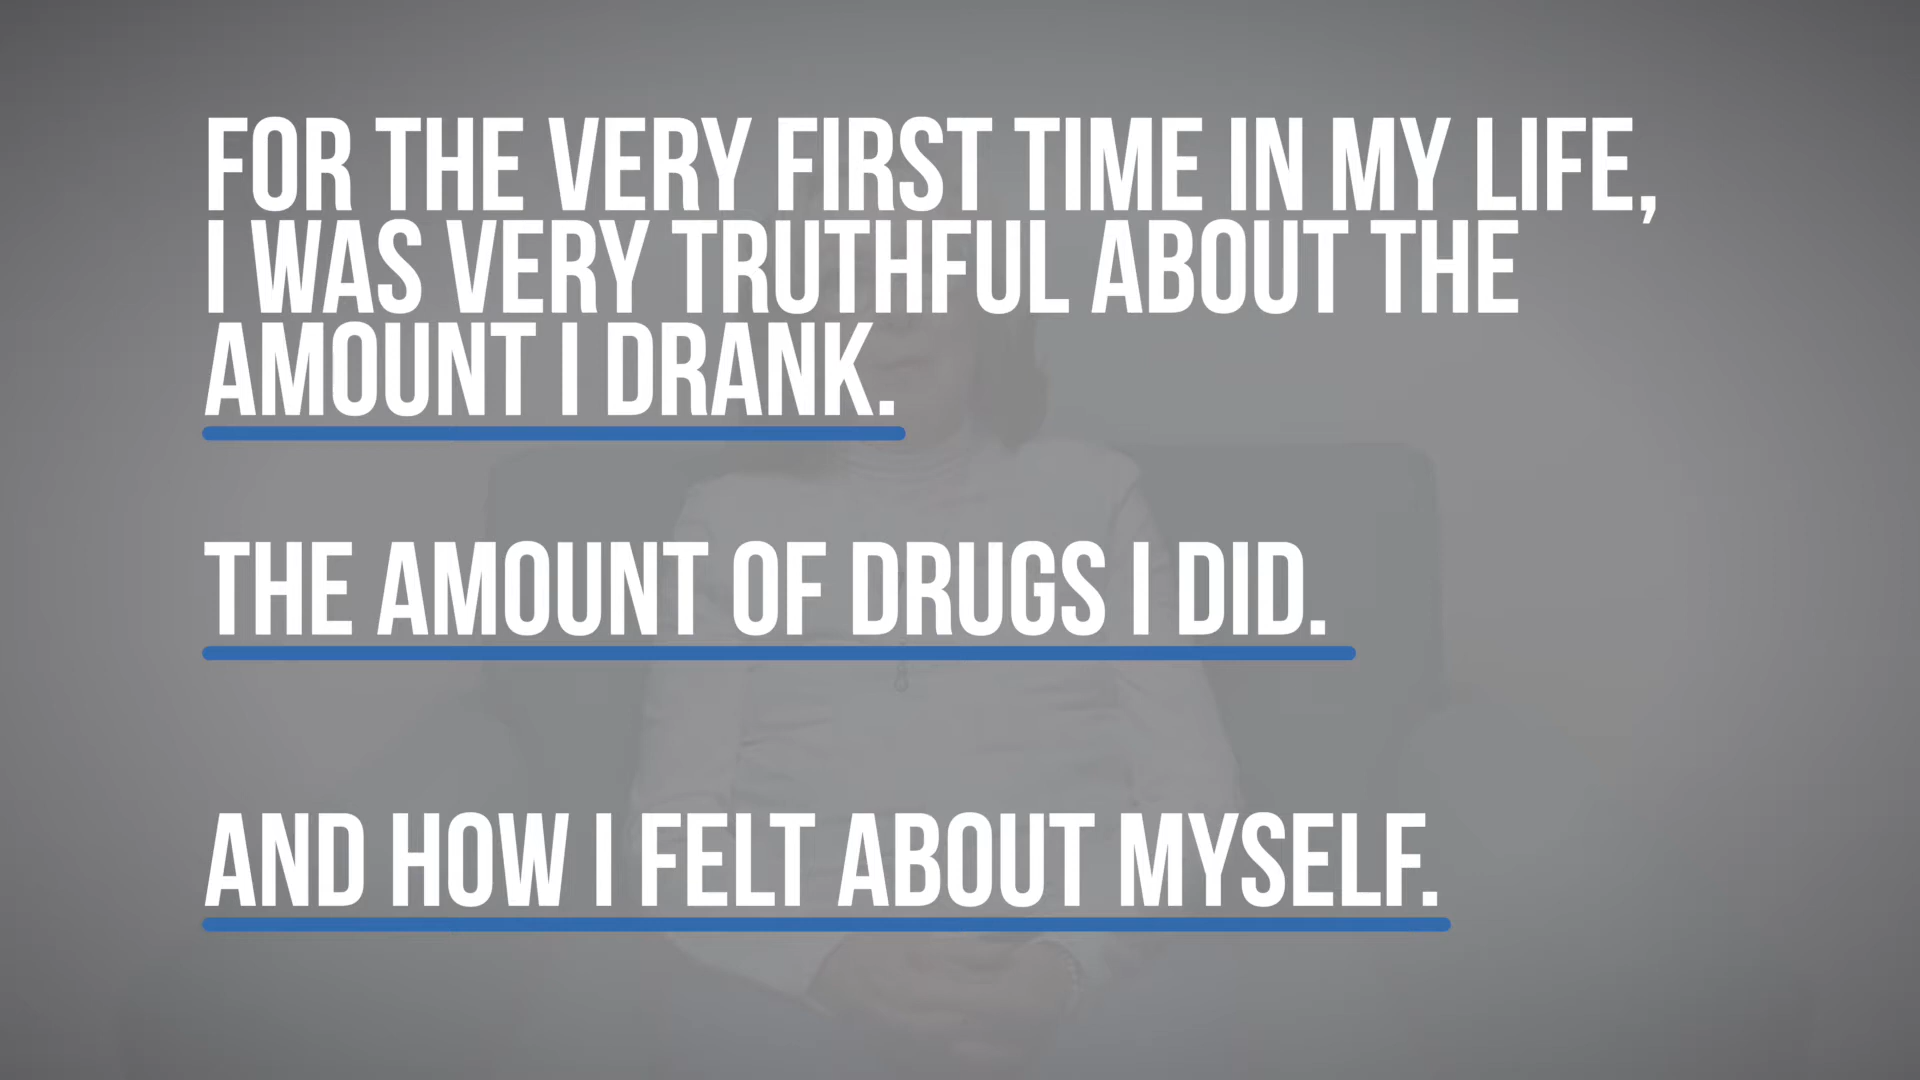 FOR THE VERY FIRST TIME IN MY LIFE,
I WAS VERY TRUTHFUL ABOUT THE
AMOUNT I DRANK.
THE AMOUNT OF DRUGS I DID.
AND HOW I FELT ABOUT MYSELF.